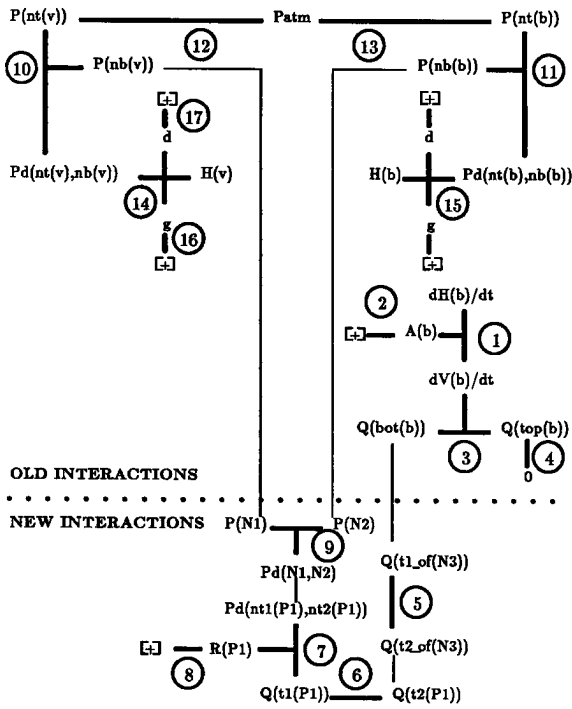 P(nt(v)) Patm P(nt(b))
12 13
10 P(nb(v)) P(nb(b)) 11
[+] 17 [+]
d d
Pd(nt(v),nb(v)) H(v) H(b) Pd(nt(b),nb(b))
14 15
g 16 g
[+] [+]
2 dH(b)/dt
[+] A(b) 1
dV(b)/dt
Q(bot(b)) Q(top(b))
3 4
OLD INTERACTIONS 0
NEW INTERACTIONS P(N1) P(N2)
9
Pd(N1,N2) Q(t1_of(N3))
Pd(nt1(P1),nt2(P1)) 5
[+] R(P1) 7 Q(t2_of(N3))
8 6
Q(t1(P1)) Q(t2(P1))